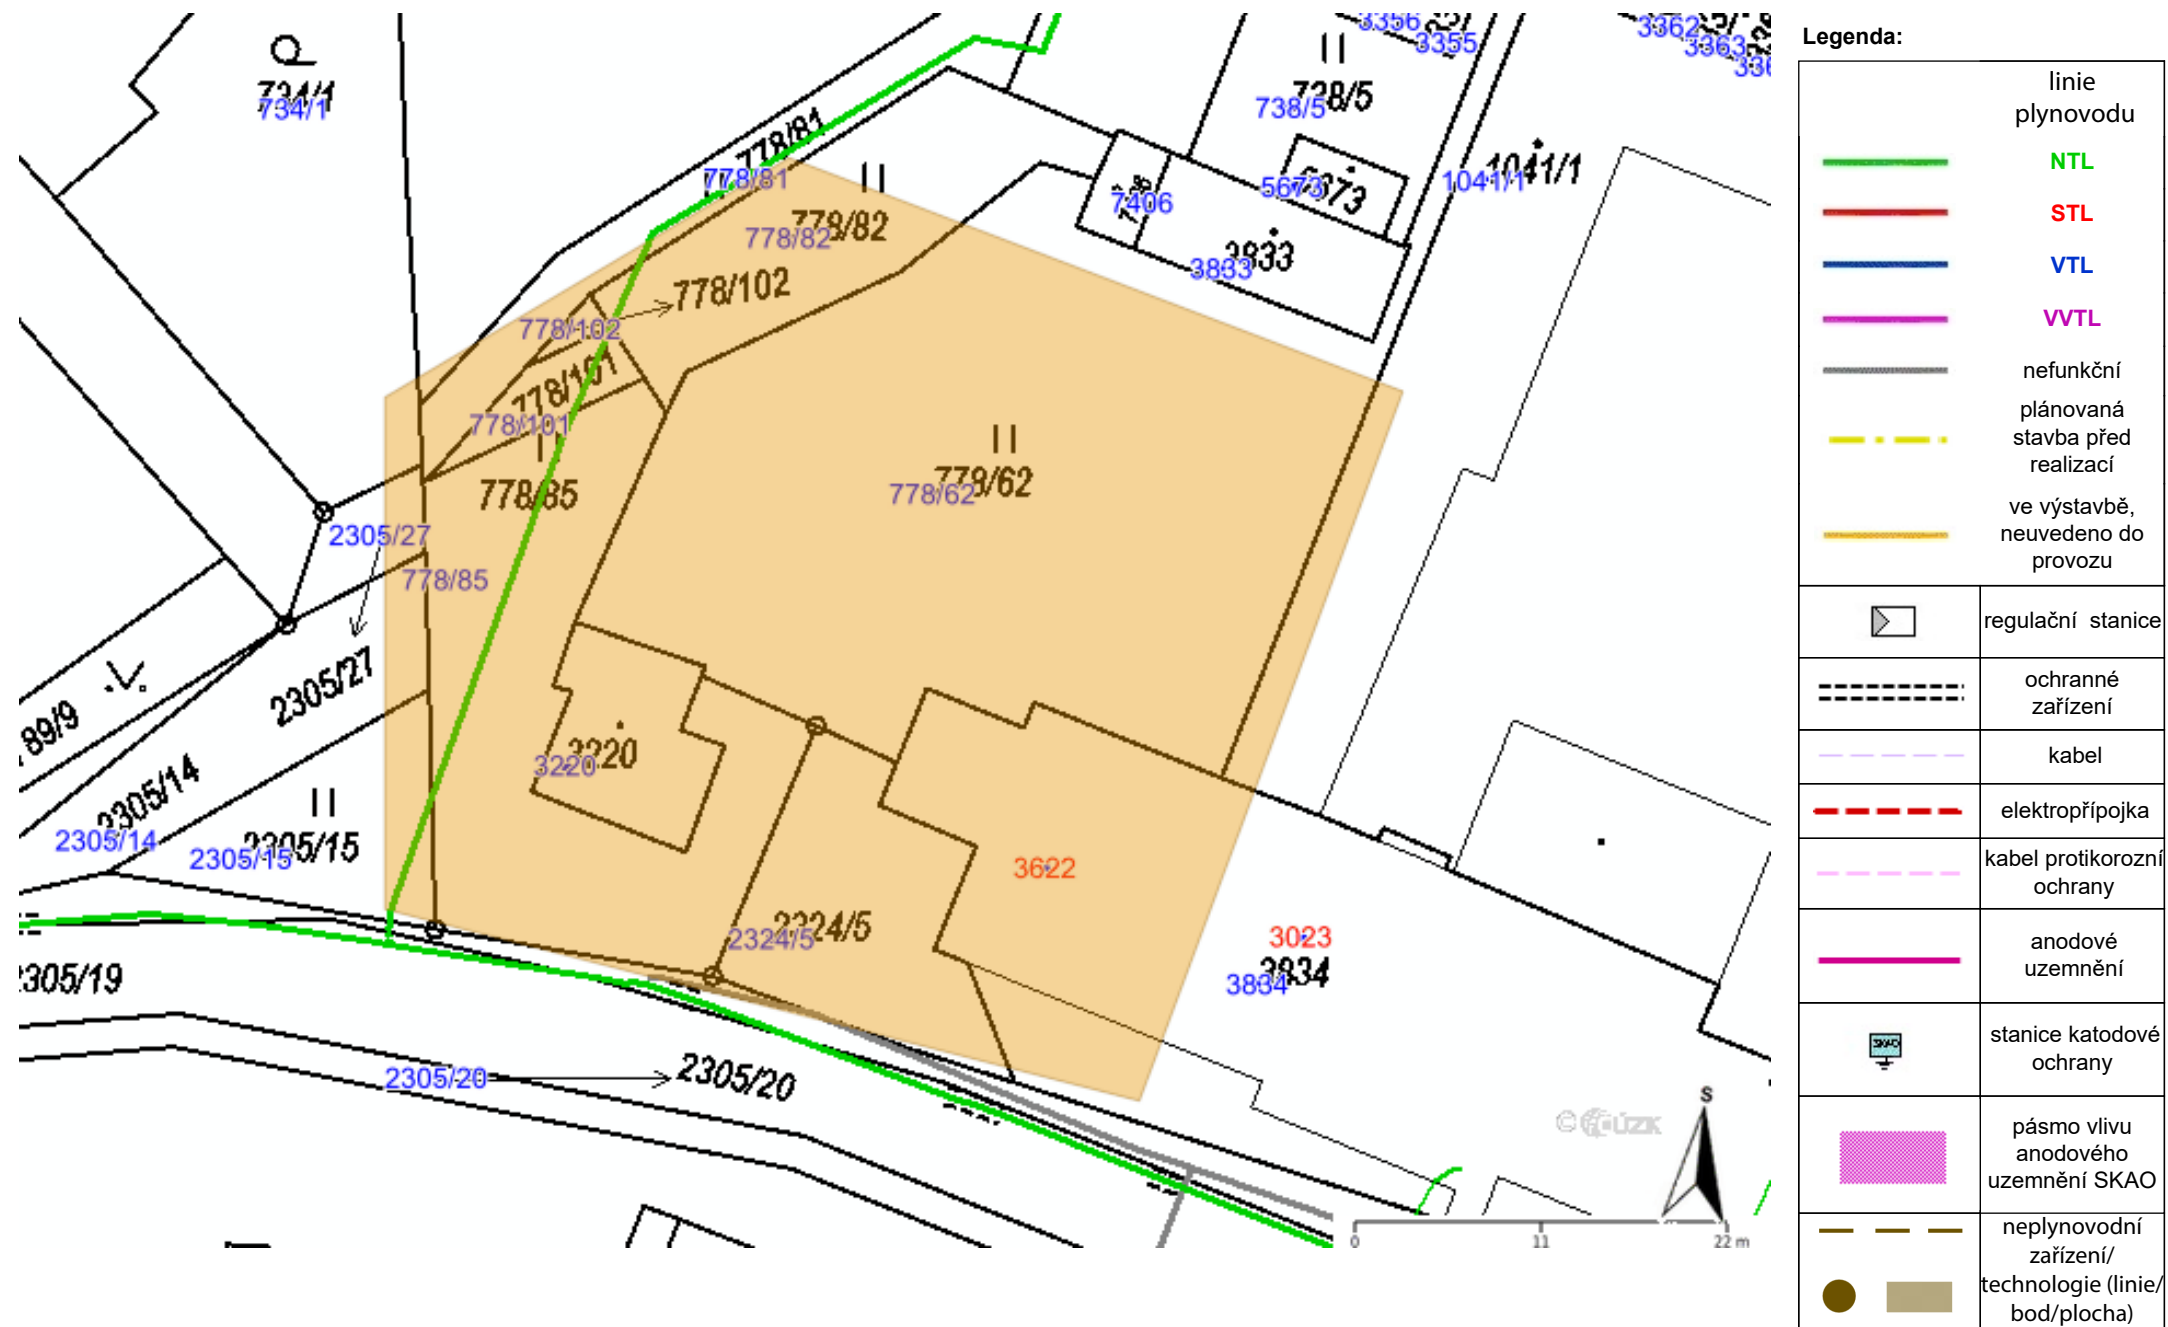 734/1
734/1
778/81
778/81
778/82
778/82
778/102
778/102
778/101
778/101
778/85
778/85
778/62
778/62
738/5
738/5
3356
3355
3362
3363
1041/1
1041/1
7406
5673
5673
3833
3833
2305/27
2305/27
89/9
2305/14
2305/14
2305/15
2305/15
3220
3220
2324/5
2324/5
3622
3023
3834
3834
2305/19
2305/20
2305/20
S
0 11 22 m
Legenda:
linie
plynovodu
NTL
STL
VTL
VVTL
nefunkční
plánovaná
stavba před
realizací
ve výstavbě,
neuvedeno do
provozu
regulační stanice
ochranné
zařízení
kabel
elektropřípojka
kabel protikorozní
ochrany
anodové
uzemnění
SKAO
stanice katodové
ochrany
pásmo vlivu
anodového
uzemnění SKAO
neplynovodní
zařízení/
technologie (linie/
bod/plocha)